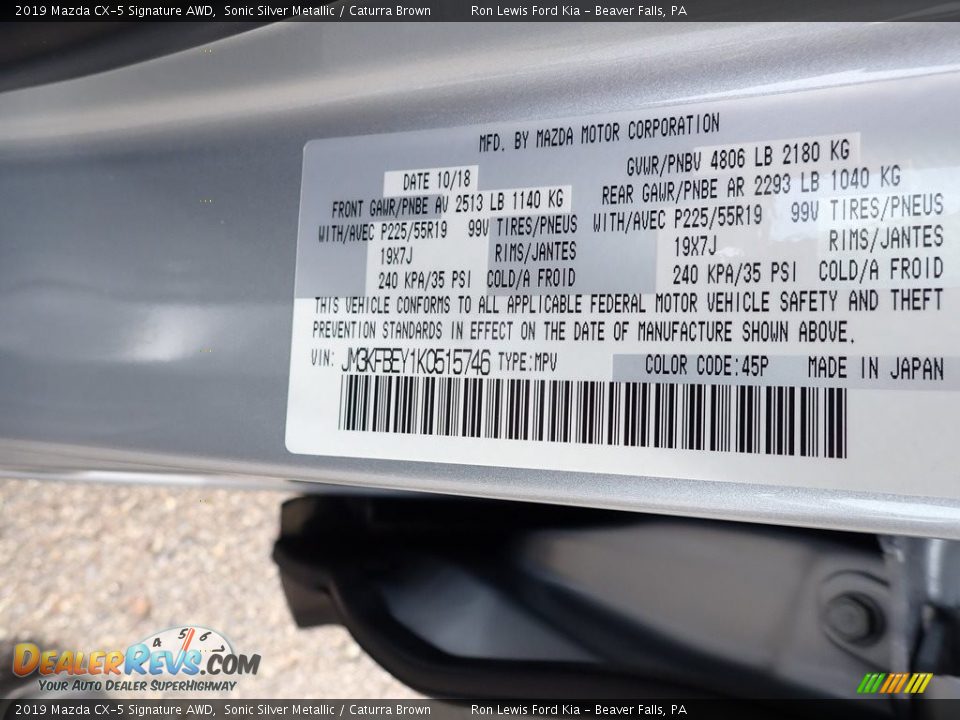 2019 Mazda CX-5 Signature AWD, Sonic Silver Metallic / Caturra Brown Ron Lewis Ford Kia - Beaver Falls, PA
MFD. BY MAZDA MOTOR CORPORATION
DATE 10/18 GVWR/PNBV 4806 LB 2180 KG
FRONT GAWR/PNBE AV 2513 LB 1140 KG REAR GAWR/PNBE AR 2293 LB 1040 KG
WITH/AVEC P225/55R19 99V TIRES/PNEUS WITH/AVEC P225/55R19 99V TIRES/PNEUS
19X7J RIMS/JANTES 19X7J RIMS/JANTES
240 KPA/35 PSI COLD/A FROID 240 KPA/35 PSI COLD/A FROID
THIS VEHICLE CONFORMS TO ALL APPLICABLE FEDERAL MOTOR VEHICLE SAFETY AND THEFT
PREVENTION STANDARDS IN EFFECT ON THE DATE OF MANUFACTURE SHOWN ABOVE.
VIN: JM3KFBEY1K0515746 TYPE:MPV COLOR CODE:45P MADE IN JAPAN
4 5 6
DEALERREVS.COM
YOUR AUTO DEALER SUPERHIGHWAY
2019 Mazda CX-5 Signature AWD, Sonic Silver Metallic / Caturra Brown Ron Lewis Ford Kia - Beaver Falls, PA